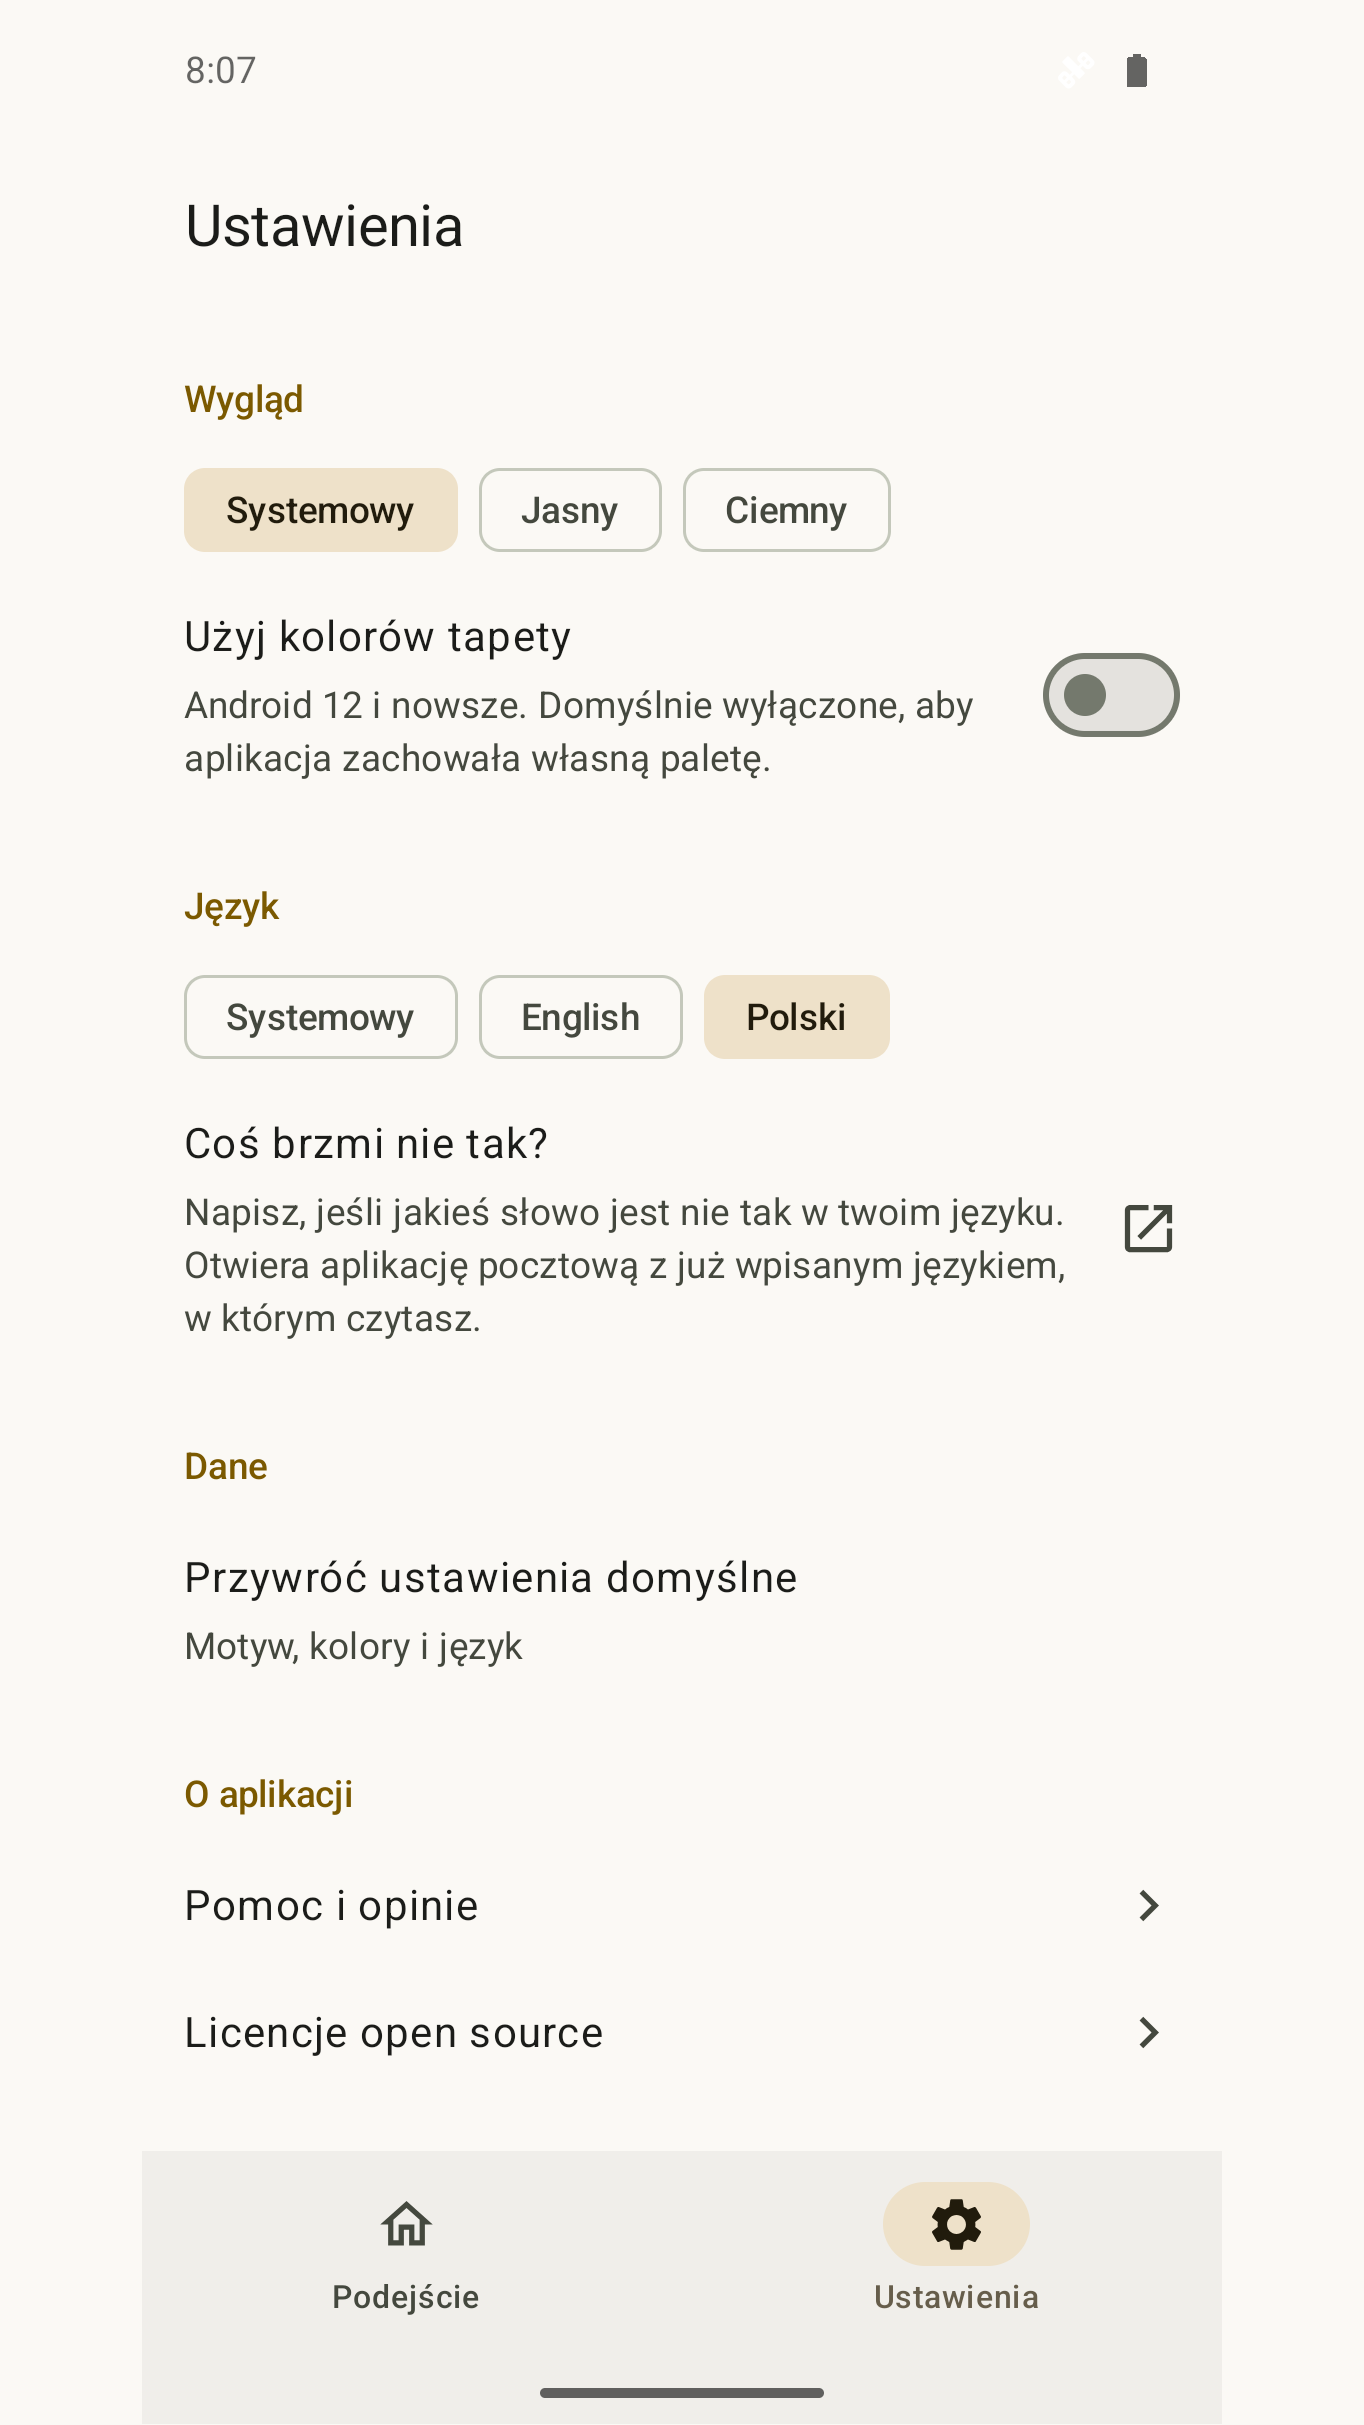 8:07
Ustawienia
Wygląd
Systemowy
Jasny
Ciemny
Użyj kolorów tapety
Android 12 i nowsze. Domyślnie wyłączone, aby
aplikacja zachowała własną paletę.
Język
Systemowy
English
Polski
Coś brzmi nie tak?
Napisz, jeśli jakieś słowo jest nie tak w twoim języku.
Otwiera aplikację pocztową z już wpisanym językiem,
w którym czytasz.
Dane
Przywróć ustawienia domyślne
Motyw, kolory i język
O aplikacji
Pomoc i opinie
Licencje open source
Podejście
Ustawienia